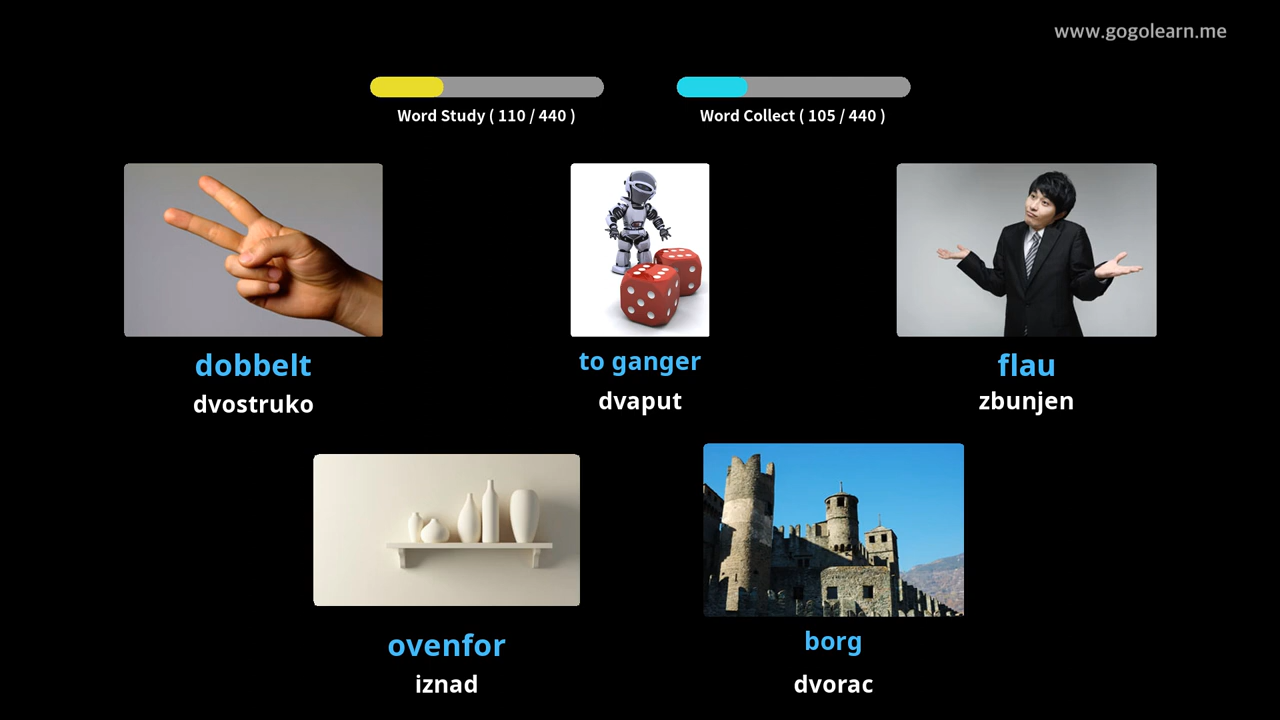 www.gogolearn.me
Word Study ( 110 / 440 )
Word Collect ( 105 / 440 )
dobbelt
dvostruko
to ganger
dvaput
flau
zbunjen
ovenfor
iznad
borg
dvorac